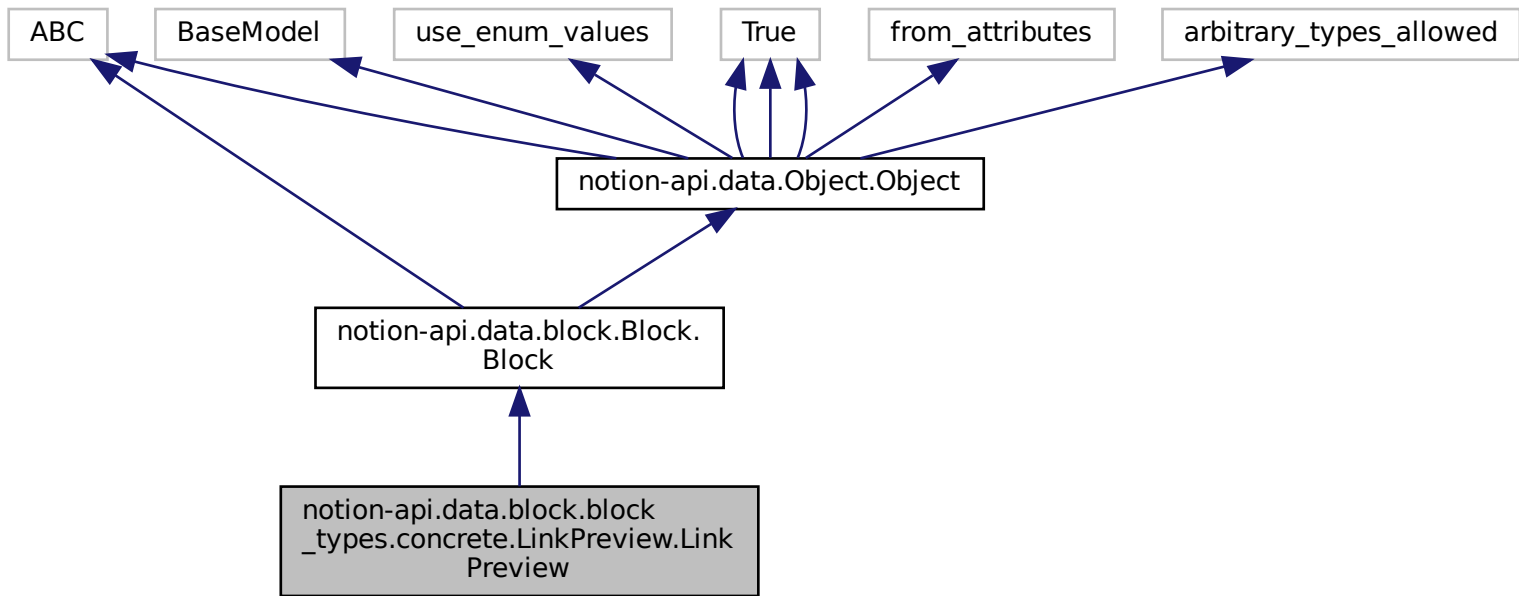 ABC
BaseModel
use_enum_values
True
from_attributes
arbitrary_types_allowed
notion-api.data.Object.Object
notion-api.data.block.Block.
Block
notion-api.data.block.block
_types.concrete.LinkPreview.Link
Preview